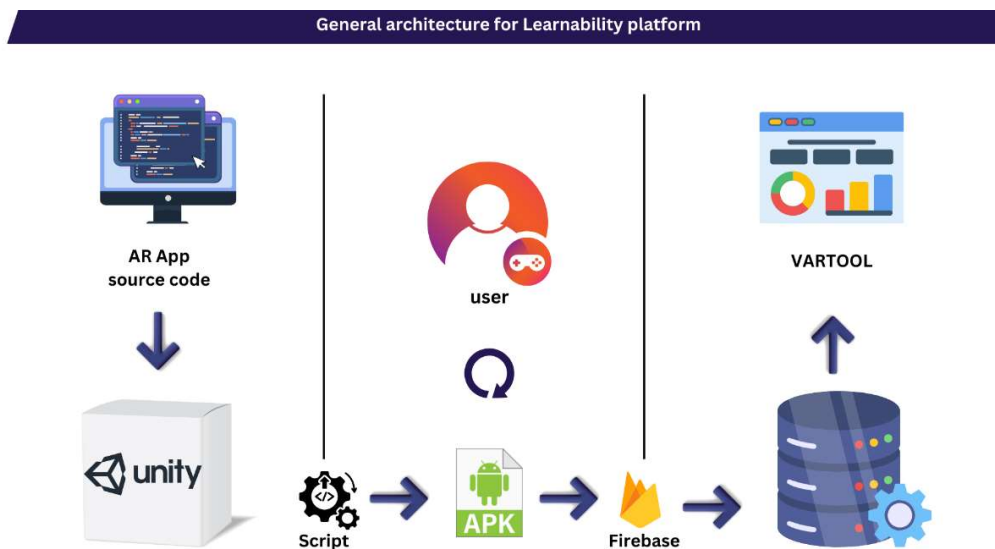 General architecture for Learnability platform
AR App
source code
user
VARTOOL
unity
Script
APK
Firebase